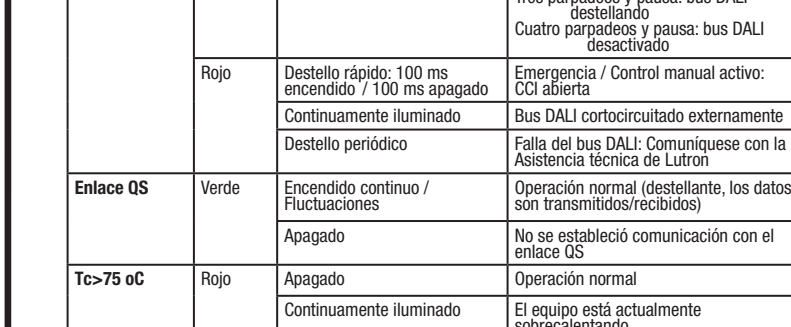 Tres parpadeos y pausa: bus DALI
destellando
Cuatro parpadeos y pausa: bus DALI
desactivado
Rojo
Destello rápido: 100 ms
encendido / 100 ms apagado
Emergencia / Control manual activo:
CCI abierta
Continuamente iluminado
Bus DALI cortocircuitado externamente
Destello periódico
Falla del bus DALI: Comuníquese con la
Asistencia técnica de Lutron
Enlace QS
Verde
Encendido continuo /
Fluctuaciones
Operación normal (destellante, los datos
son transmitidos/recibidos)
Apagado
No se estableció comunicación con el
enlace QS
Tc>75 oC
Rojo
Apagado
Operación normal
Continuamente iluminado
El equipo está actualmente
sobrecalentando